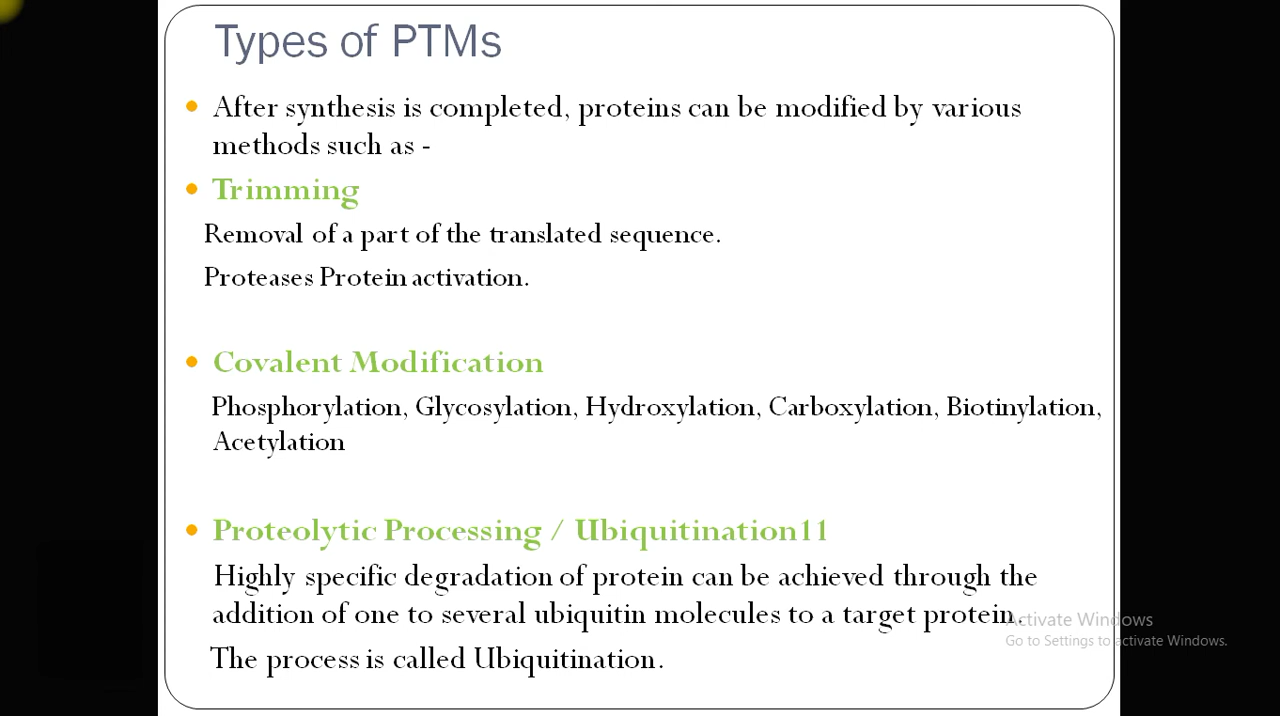 Types of PTMs
After synthesis is completed, proteins can be modified by various
methods such as -
Trimming
Removal of a part of the translated sequence.
Proteases Protein activation.
Covalent Modification
Phosphorylation, Glycosylation, Hydroxylation, Carboxylation, Biotinylation,
Acetylation
Proteolytic Processing / Ubiquitination11
Highly specific degradation of protein can be achieved through the
addition of one to several ubiquitin molecules to a target protein.
The process is called Ubiquitination.
Activate Windows
Go to Settings to activate Windows.